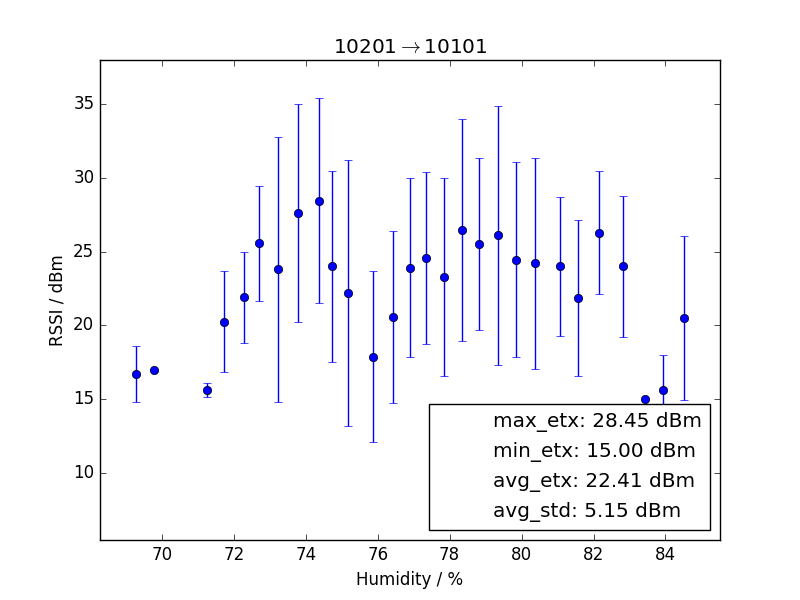 10201→10101
35
30
25
20
15
10
RSSI / dBm
max_etx: 28.45 dBm
min_etx: 15.00 dBm
avg_etx: 22.41 dBm
avg_std: 5.15 dBm
70 72 74 76 78 80 82 84
Humidity / %